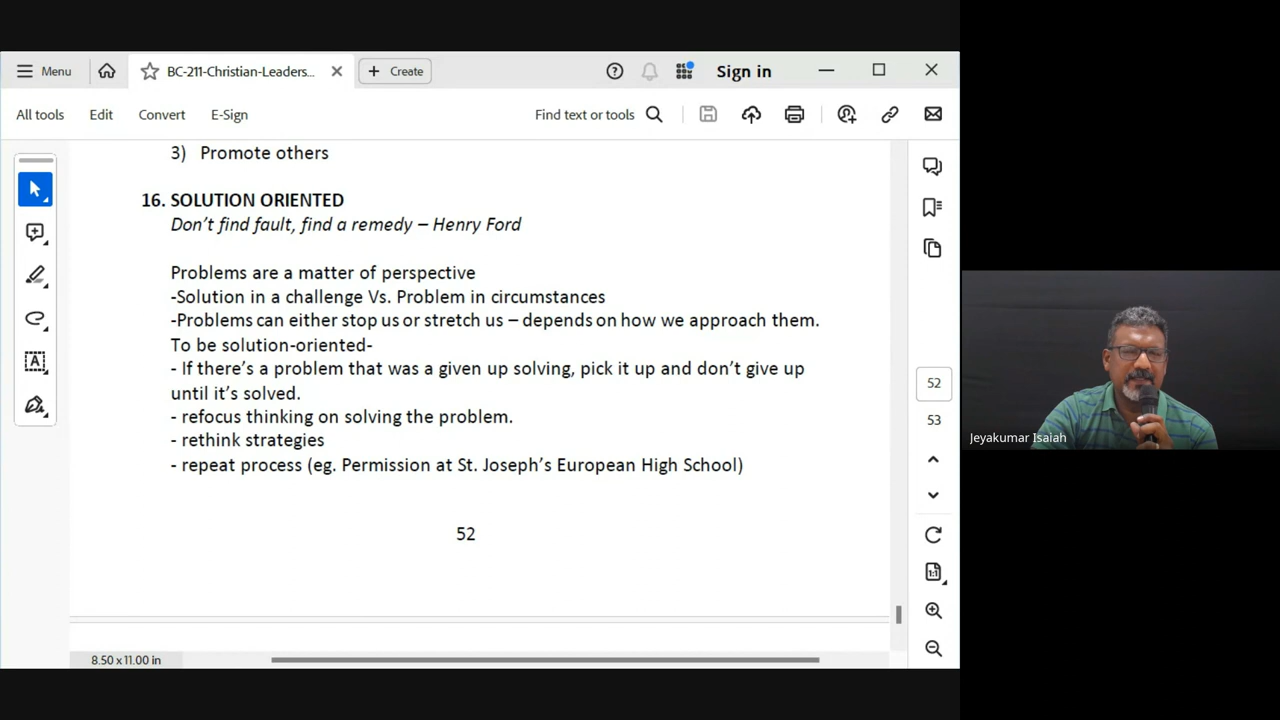 Menu
BC-211-Christian-Leaders...
Create
Sign in
All tools
Edit
Convert
E-Sign
Find text or tools
3) Promote others
16. SOLUTION ORIENTED
Don't find fault, find a remedy – Henry Ford
Problems are a matter of perspective
-Solution in a challenge Vs. Problem in circumstances
-Problems can either stop us or stretch us – depends on how we approach them.
To be solution-oriented-
- If there's a problem that was a given up solving, pick it up and don't give up
until it's solved.
- refocus thinking on solving the problem.
- rethink strategies
- repeat process (eg. Permission at St. Joseph's European High School)
52
52
53
1:1
8.50 x 11.00 in
Jeyakumar Isaiah